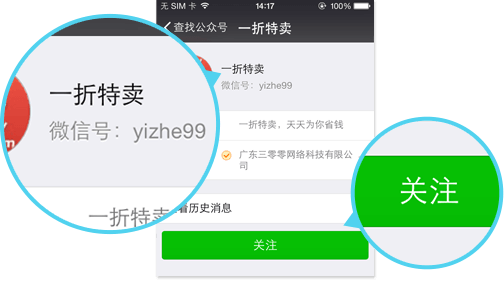 无 SIM 卡 14:17 100%
查找公众号 一折特卖
一折特卖
微信号：yizhe99
一折特卖
微信号：yizhe99
一折特卖，天天为你省钱
广东三零零网络科技有限公
司
一折特卖
看历史消息
关注
关注